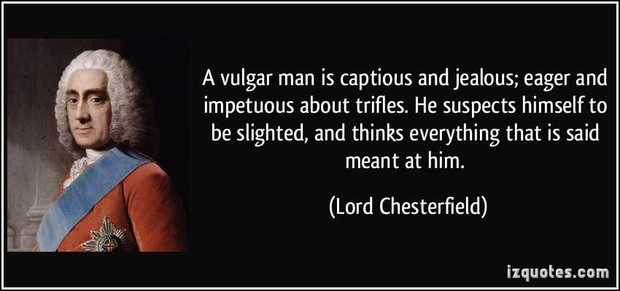 A vulgar man is captious and jealous; eager and
impetuous about trifles. He suspects himself to
be slighted, and thinks everything that is said
meant at him.
(Lord Chesterfield)
izquotes.com